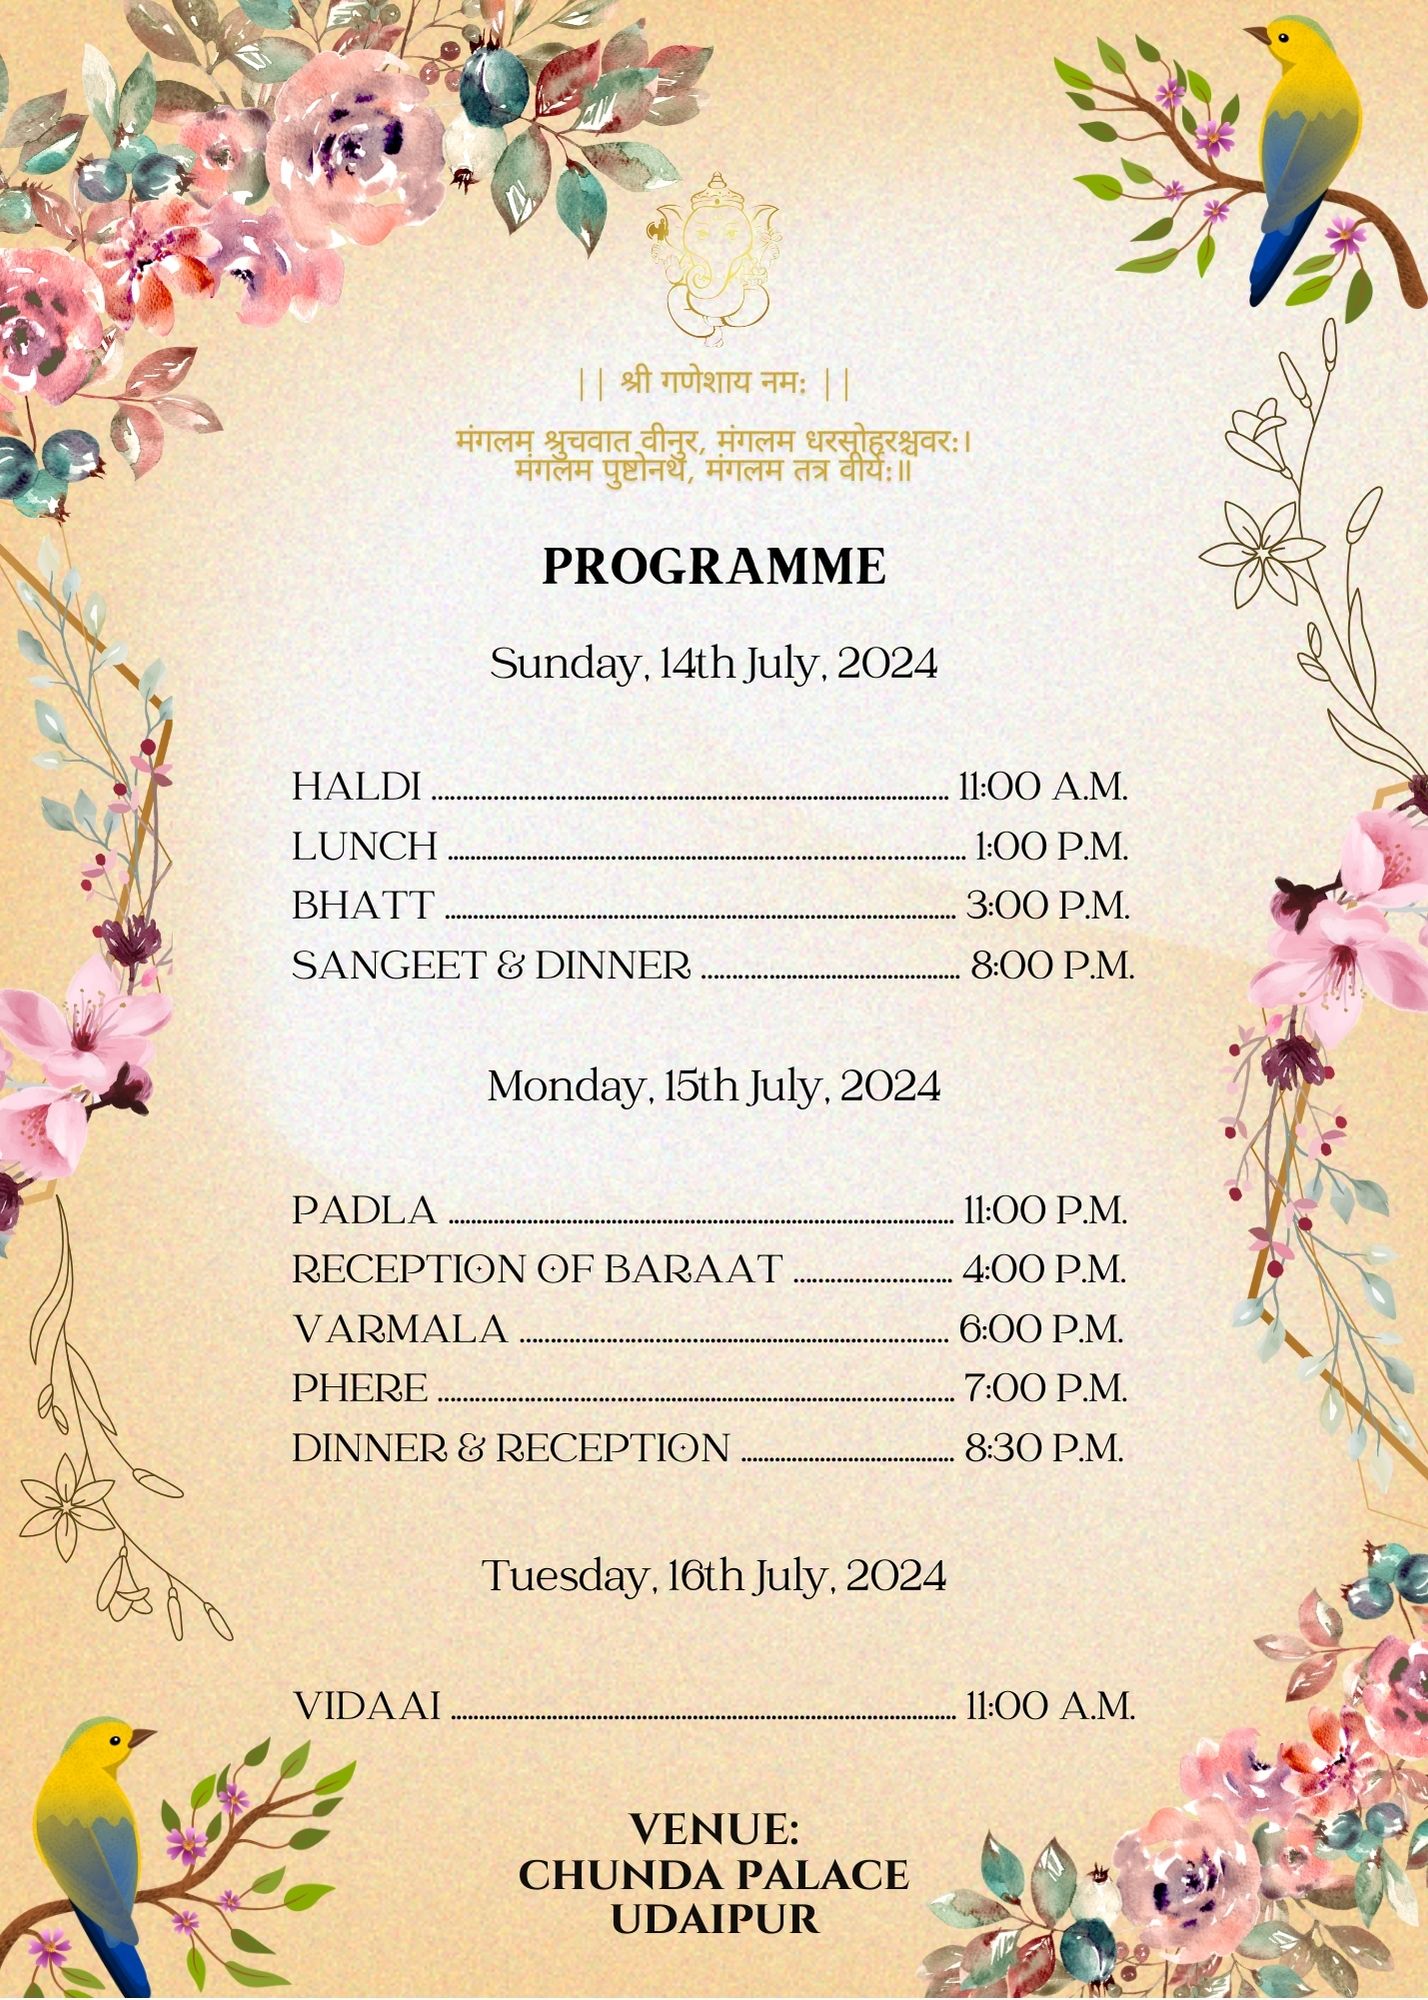 || श्री गणेशाय नम: ||
मंगलम श्रुचवात वीनुर, मंगलम धरसोहरश्चवर:।
मंगलम पुष्टोनथ, मंगलम तत्र वीर्य:॥
PROGRAMME
Sunday, 14th July, 2024
HALDI ........................................................ 11:00 A.M.
LUNCH ........................................................ 1:00 P.M.
BHATT ........................................................ 3:00 P.M.
SANGEET & DINNER ............................ 8:00 P.M.
Monday, 15th July, 2024
PADLA ........................................................ 11:00 P.M.
RECEPTION OF BARAAT ................. 4:00 P.M.
VARMALA ............................................... 6:00 P.M.
PHERE ........................................................ 7:00 P.M.
DINNER & RECEPTION ....................... 8:30 P.M.
Tuesday, 16th July, 2024
VIDAAI ........................................................ 11:00 A.M.
VENUE:
CHUNDA PALACE
UDAIPUR